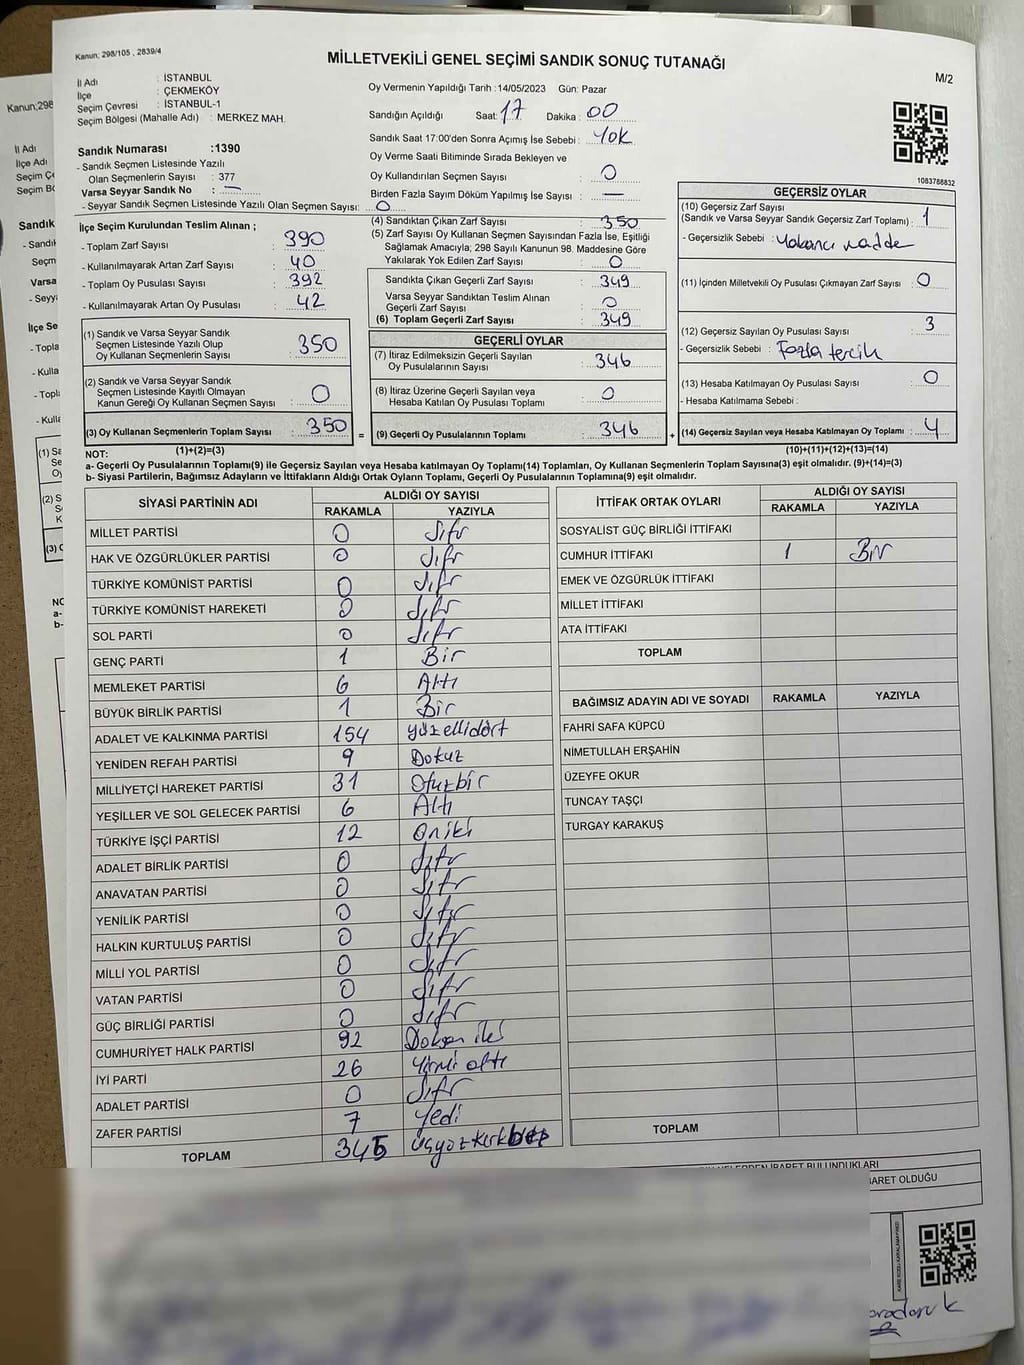 Kanun; 298/105 , 2839/4
MİLLETVEKİLİ GENEL SEÇİMİ SANDIK SONUÇ TUTANAĞI
M/2
İl Adı : İSTANBUL
İlçe : ÇEKMEKÖY
Seçim Çevresi : İSTANBUL-1
Seçim Bölgesi (Mahalle Adı) : MERKEZ MAH.
Sandık Numarası :1390
- Sandık Seçmen Listesinde Yazılı
Olan Seçmenlerin Sayısı : 377
Varsa Seyyar Sandık No : —
- Seyyar Sandık Seçmen Listesinde Yazılı Olan Seçmen Sayısı: 0
Oy Vermenin Yapıldığı Tarih :14/05/2023 Gün: Pazar
Sandığın Açıldığı Saat: 17 Dakika : 00
Sandık Saat 17:00'den Sonra Açımış İse Sebebi : Yok
Oy Verme Saati Bitiminde Sırada Bekleyen ve
Oy Kullandırılan Seçmen Sayısı : 0
Birden Fazla Sayım Döküm Yapılmış İse Sayısı : —
1083788832
İlçe Seçim Kurulundan Teslim Alınan ;
- Toplam Zarf Sayısı : 390
- Kullanılmayarak Artan Zarf Sayısı : 40
- Toplam Oy Pusulası Sayısı : 392
- Kullanılmayarak Artan Oy Pusulası : 42
(1) Sandık ve Varsa Seyyar Sandık
Seçmen Listesinde Yazılı Olup
Oy Kullanan Seçmenlerin Sayısı : 350
(2) Sandık ve Varsa Seyyar Sandık
Seçmen Listesinde Kayıtlı Olmayan
Kanun Gereği Oy Kullanan Seçmen Sayısı : 0
(3) Oy Kullanan Seçmenlerin Toplam Sayısı : 350
(1)+(2)=(3)
(4) Sandıktan Çıkan Zarf Sayısı : 350
(5) Zarf Sayısı Oy Kullanan Seçmen Sayısından Fazla İse, Eşitliği
Sağlamak Amacıyla; 298 Sayılı Kanunun 98. Maddesine Göre
Yakılarak Yok Edilen Zarf Sayısı : 0
Sandıkta Çıkan Geçerli Zarf Sayısı : 349
Varsa Seyyar Sandıktan Teslim Alınan
Geçerli Zarf Sayısı : 0
(6) Toplam Geçerli Zarf Sayısı : 349
GEÇERLİ OYLAR
(7) İtiraz Edilmeksizin Geçerli Sayılan
Oy Pusulalarının Sayısı : 346
(8) İtiraz Üzerine Geçerli Sayılan veya
Hesaba Katılan Oy Pusulası Toplamı : 0
= (9) Geçerli Oy Pusulalarının Toplamı : 346
GEÇERSİZ OYLAR
(10) Geçersiz Zarf Sayısı
(Sandık ve Varsa Seyyar Sandık Geçersiz Zarf Toplamı) : 1
- Geçersizlik Sebebi : Yabancı madde
(11) İçinden Milletvekili Oy Pusulası Çıkmayan Zarf Sayısı : 0
(12) Geçersiz Sayılan Oy Pusulası Sayısı : 3
- Geçersizlik Sebebi : Fazla tercih
(13) Hesaba Katılmayan Oy Pusulası Sayısı : 0
- Hesaba Katılmama Sebebi :
+ (14) Geçersiz Sayılan veya Hesaba Katılmayan Oy Toplamı : 4
(10)+(11)+(12)+(13)=(14)
NOT:
a- Geçerli Oy Pusulalarının Toplamı(9) ile Geçersiz Sayılan veya Hesaba katılmayan Oy Toplamı(14) Toplamları, Oy Kullanan Seçmenlerin Toplam Sayısına(3) eşit olmalıdır. (9)+(14)=(3)
b- Siyasi Partilerin, Bağımsız Adayların ve İttifakların Aldığı Ortak Oyların Toplamı, Geçerli Oy Pusulalarının Toplamına(9) eşit olmalıdır.
SİYASİ PARTİNİN ADI ALDIĞI OY SAYISI
RAKAMLA YAZIYLA
MİLLET PARTİSİ 0 Sıfır
HAK VE ÖZGÜRLÜKLER PARTİSİ 0 Sıfır
TÜRKİYE KOMÜNİST PARTİSİ 0 Sıfır
TÜRKİYE KOMÜNİST HAREKETİ 0 Sıfır
SOL PARTİ 0 Sıfır
GENÇ PARTİ 1 Bir
MEMLEKET PARTİSİ 6 Altı
BÜYÜK BİRLİK PARTİSİ 1 Bir
ADALET VE KALKINMA PARTİSİ 154 yüzellidört
YENİDEN REFAH PARTİSİ 9 Dokuz
MİLLİYETÇİ HAREKET PARTİSİ 31 Otuzbir
YEŞİLLER VE SOL GELECEK PARTİSİ 6 Altı
TÜRKİYE İŞÇİ PARTİSİ 12 Oniki
ADALET BİRLİK PARTİSİ 0 Sıfır
ANAVATAN PARTİSİ 0 Sıfır
YENİLİK PARTİSİ 0 Sıfır
HALKIN KURTULUŞ PARTİSİ 0 Sıfır
MİLLİ YOL PARTİSİ 0 Sıfır
VATAN PARTİSİ 0 Sıfır
GÜÇ BİRLİĞİ PARTİSİ 0 Sıfır
CUMHURİYET HALK PARTİSİ 92 Doksan iki
İYİ PARTİ 26 Yirmi altı
ADALET PARTİSİ 0 Sıfır
ZAFER PARTİSİ 7 Yedi
TOPLAM 345 üçyüzkırkbeş
İTTİFAK ORTAK OYLARI ALDIĞI OY SAYISI
RAKAMLA YAZIYLA
SOSYALİST GÜÇ BİRLİĞİ İTTİFAKI
CUMHUR İTTİFAKI 1 Bir
EMEK VE ÖZGÜRLÜK İTTİFAKI
MİLLET İTTİFAKI
ATA İTTİFAKI
TOPLAM
BAĞIMSIZ ADAYIN ADI VE SOYADI RAKAMLA YAZIYLA
FAHRİ SAFA KÜPCÜ
NİMETULLAH ERŞAHİN
ÜZEYFE OKUR
TUNCAY TAŞÇI
TURGAY KARAKUŞ
TOPLAM
İBARET BULUNDUKLARI
OLDUĞU